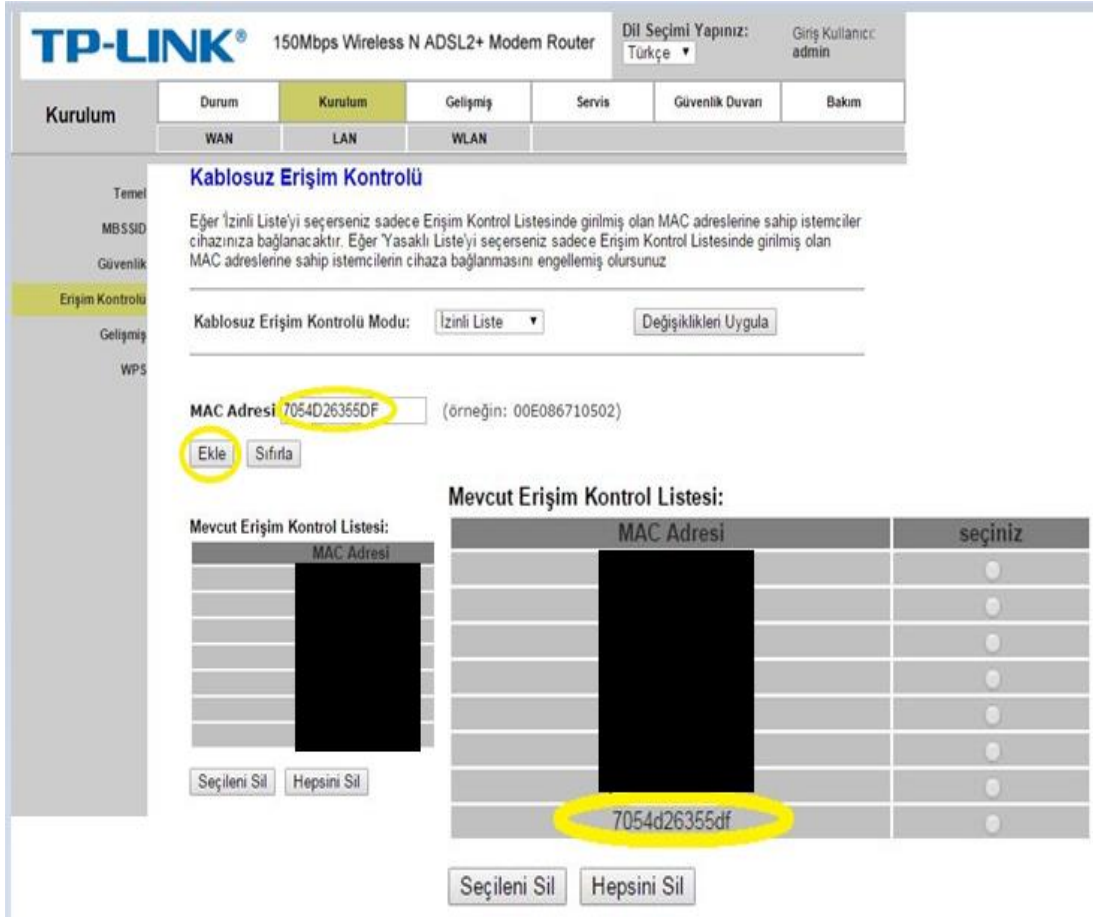 TP-LINK® 150Mbps Wireless N ADSL2+ Modem Router
Dil Seçimi Yapınız:
Türkçe
Giriş Kullanıcı:
admin
Kurulum
Durum Kurulum Gelişmiş Servis Güvenlik Duvarı Bakım
WAN LAN WLAN
Temel
MBSSID
Güvenlik
Erişim Kontrolü
Gelişmiş
WPS
Kablosuz Erişim Kontrolü
Eğer 'İzinli Liste'yi seçerseniz sadece Erişim Kontrol Listesinde girilmiş olan MAC adreslerine sahip istemciler
cihazınıza bağlanacaktır. Eğer 'Yasaklı Liste'yi seçerseniz sadece Erişim Kontrol Listesinde girilmiş olan
MAC adreslerine sahip istemcilerin cihaza bağlanmasını engellemiş olursunuz
Kablosuz Erişim Kontrolü Modu: İzinli Liste Değişiklikleri Uygula
MAC Adresi 7054D26355DF (örneğin: 00E086710502)
Ekle Sıfırla
Mevcut Erişim Kontrol Listesi:
MAC Adresi
Seçileni Sil Hepsini Sil
Mevcut Erişim Kontrol Listesi:
MAC Adresi seçiniz
7054d26355df
Seçileni Sil Hepsini Sil